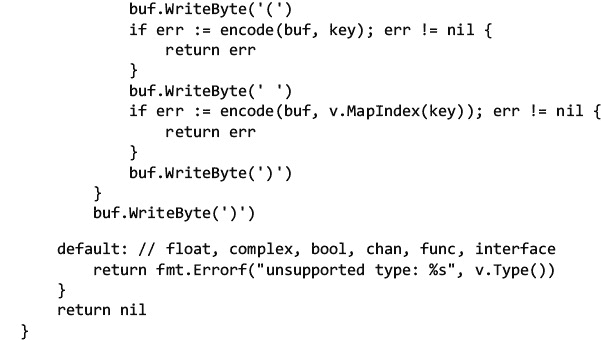 buf.WriteByte('(')
if err := encode(buf, key); err != nil {
return err
}
buf.WriteByte(' ')
if err := encode(buf, v.MapIndex(key)); err != nil {
return err
}
buf.WriteByte(')')
}
buf.WriteByte(')')
default: // float, complex, bool, chan, func, interface
return fmt.Errorf("unsupported type: %s", v.Type())
}
return nil
}